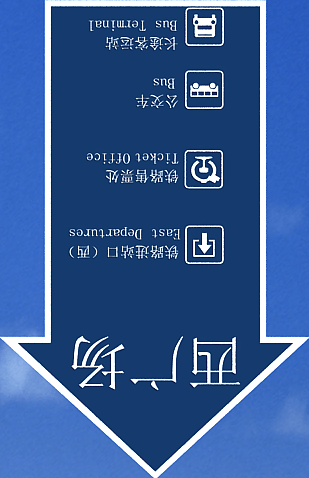 西广场
铁路进站口（西）
East Departures
铁路售票处
Ticket Office
公交车
Bus
长途客运站
Bus Terminal